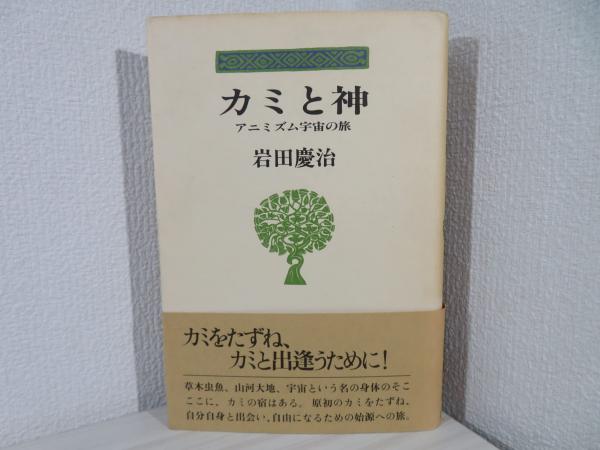 カミと神
アニミズム宇宙の旅
岩田慶治
カミをたずね、
カミと出逢うために！
草木虫魚、山河大地、宇宙という名の身体のそこ
ここに、カミの宿はある。原初のカミをたずね、
自分自身と出会い、自由になるための始源への旅。